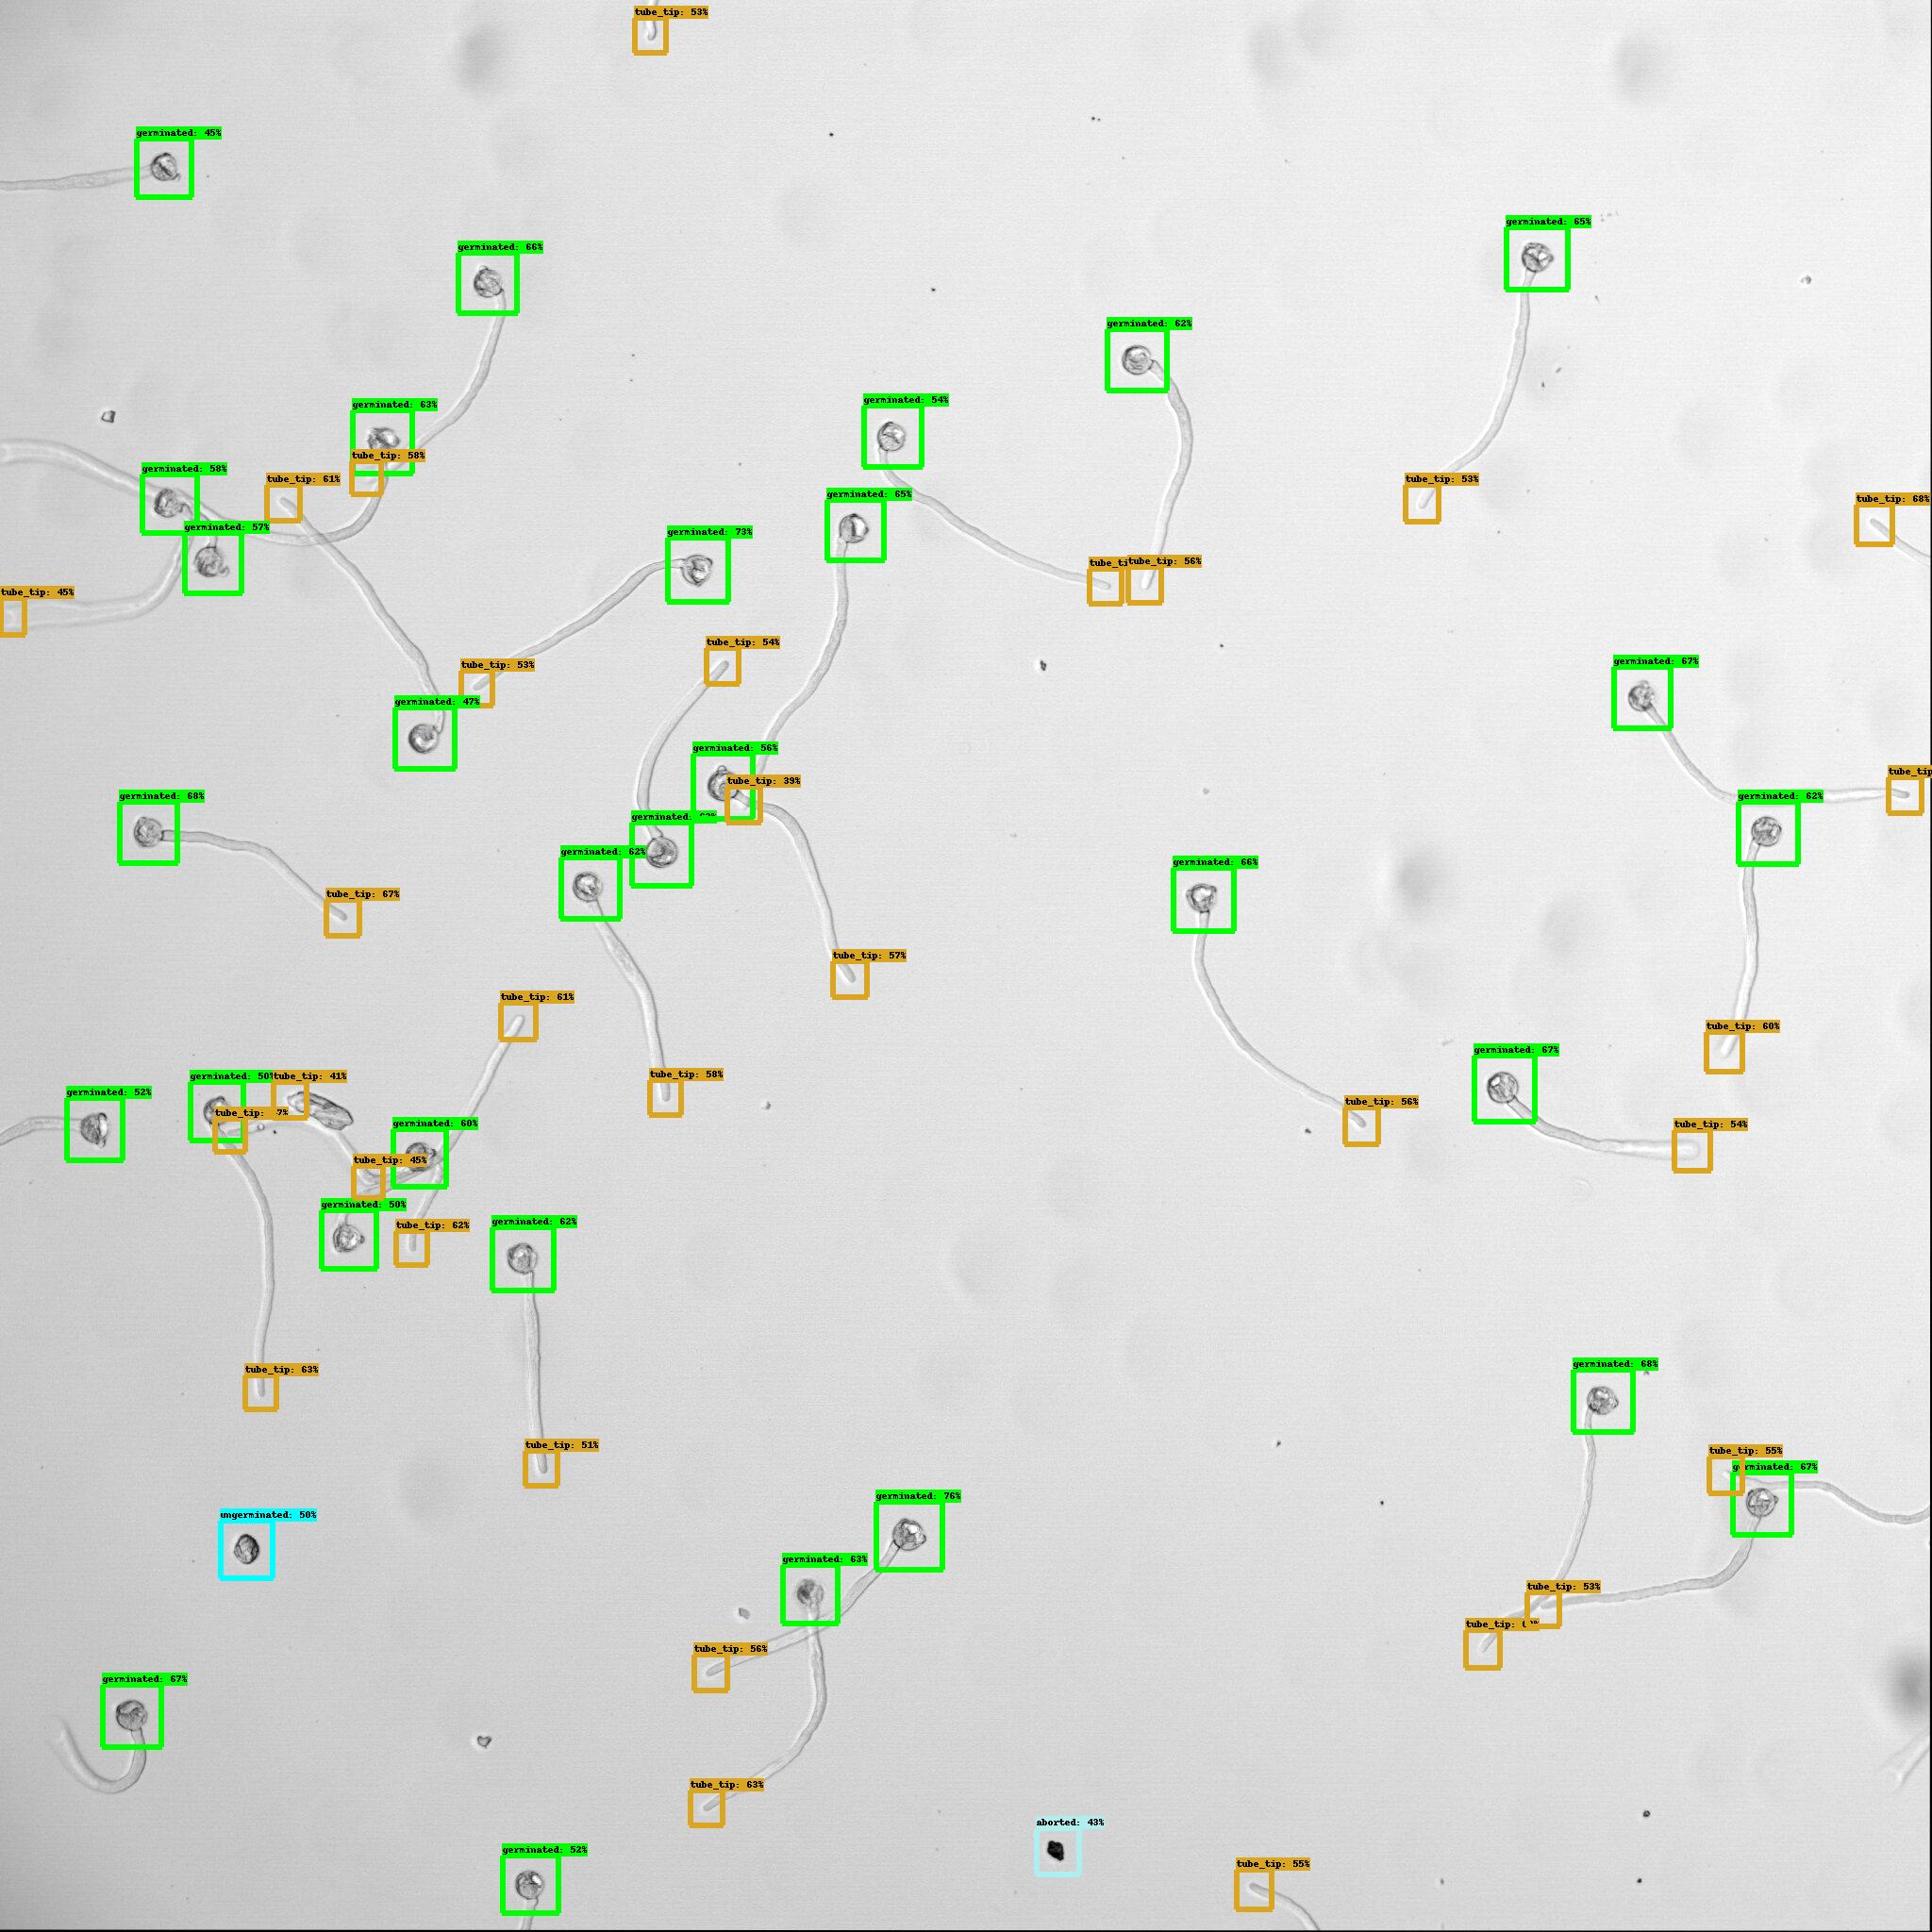 tube_tip: 53%
germinated: 45%
germinated: 65%
germinated: 66%
germinated: 62%
germinated: 54%
germinated: 63%
tube_tip: 58%
germinated: 58%
tube_tip: 61%
tube_tip: 53%
germinated: 65%
tube_tip: 68%
germinated: 57%
germinated: 73%
tube_ti
tube_tip: 56%
tube_tip: 45%
tube_tip: 54%
tube_tip: 53%
germinated: 67%
germinated: 47%
germinated: 56%
tube_tip: 39%
tube_tip
germinated: 68%
germinated: 62%
germinated:
germinated: 62%
germinated: 66%
tube_tip: 67%
tube_tip: 57%
tube_tip: 61%
tube_tip: 60%
germinated: 67%
tube_tip: 58%
germinated: 50%
tube_tip: 41%
germinated: 52%
tube_tip: 7%
tube_tip: 56%
germinated: 60%
tube_tip: 54%
tube_tip: 45%
germinated: 50%
tube_tip: 62%
germinated: 62%
tube_tip: 63%
germinated: 68%
tube_tip: 51%
tube_tip: 55%
germinated: 67%
germinated: 76%
ungerminated: 50%
germinated: 63%
tube_tip: 53%
tube_tip:
tube_tip: 56%
germinated: 67%
tube_tip: 63%
aborted: 43%
germinated: 52%
tube_tip: 55%